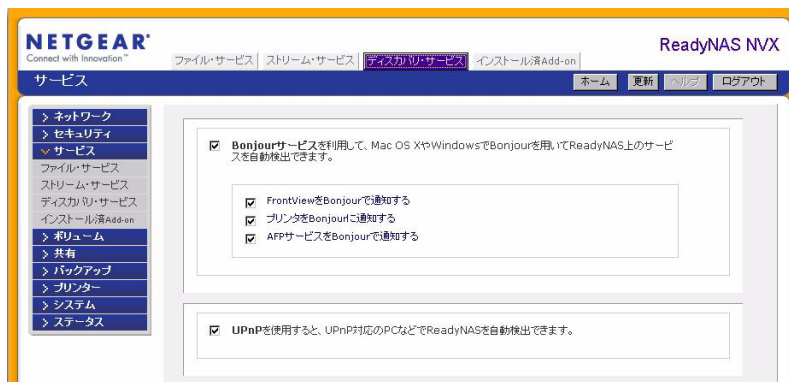 NETGEAR®
Connect with Innovation™
ReadyNAS NVX
ファイル・サービス ストリーム・サービス ディスカバリ・サービス インストール済Add-on
サービス
ホーム 更新 ヘルプ ログアウト
> ネットワーク
> セキュリティ
サービス
ファイル・サービス
ストリーム・サービス
ディスカバリ・サービス
インストール済Add-on
> ボリューム
> 共有
> バックアップ
> プリンター
> システム
> ステータス
Bonjourサービスを利用して、Mac OS XやWindowsでBonjourを用いてReadyNAS上のサービ
スを自動検出できます。
FrontViewをBonjourで通知する
プリンタをBonjourに通知する
AFPサービスをBonjourで通知する
UPnPを使用すると、UPnP対応のPCなどでReadyNASを自動検出できます。